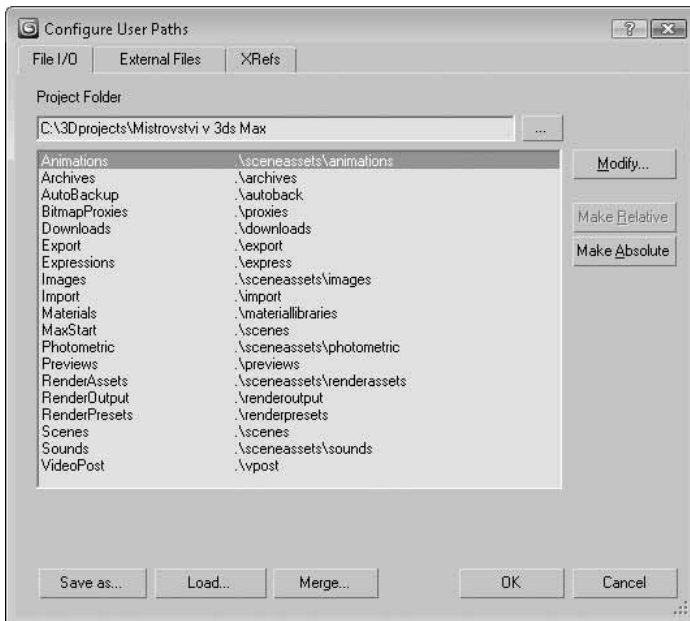 Configure User Paths
File I/O External Files XRefs
Project Folder
C:\3Dprojects\Mistrovstvi v 3ds Max ...
Animations .\sceneassets\animations
Archives .\archives
AutoBackup .\autoback
BitmapProxies .\proxies
Downloads .\downloads
Export .\export
Expressions .\express
Images .\sceneassets\images
Import .\import
Materials .\materiallibraries
MaxStart .\scenes
Photometric .\sceneassets\photometric
Previews .\previews
RenderAssets .\sceneassets\renderassets
RenderOutput .\renderoutput
RenderPresets .\renderpresets
Scenes .\scenes
Sounds .\sceneassets\sounds
VideoPost .\vpost
Modify...
Make Relative
Make Absolute
Save as... Load... Merge... OK Cancel